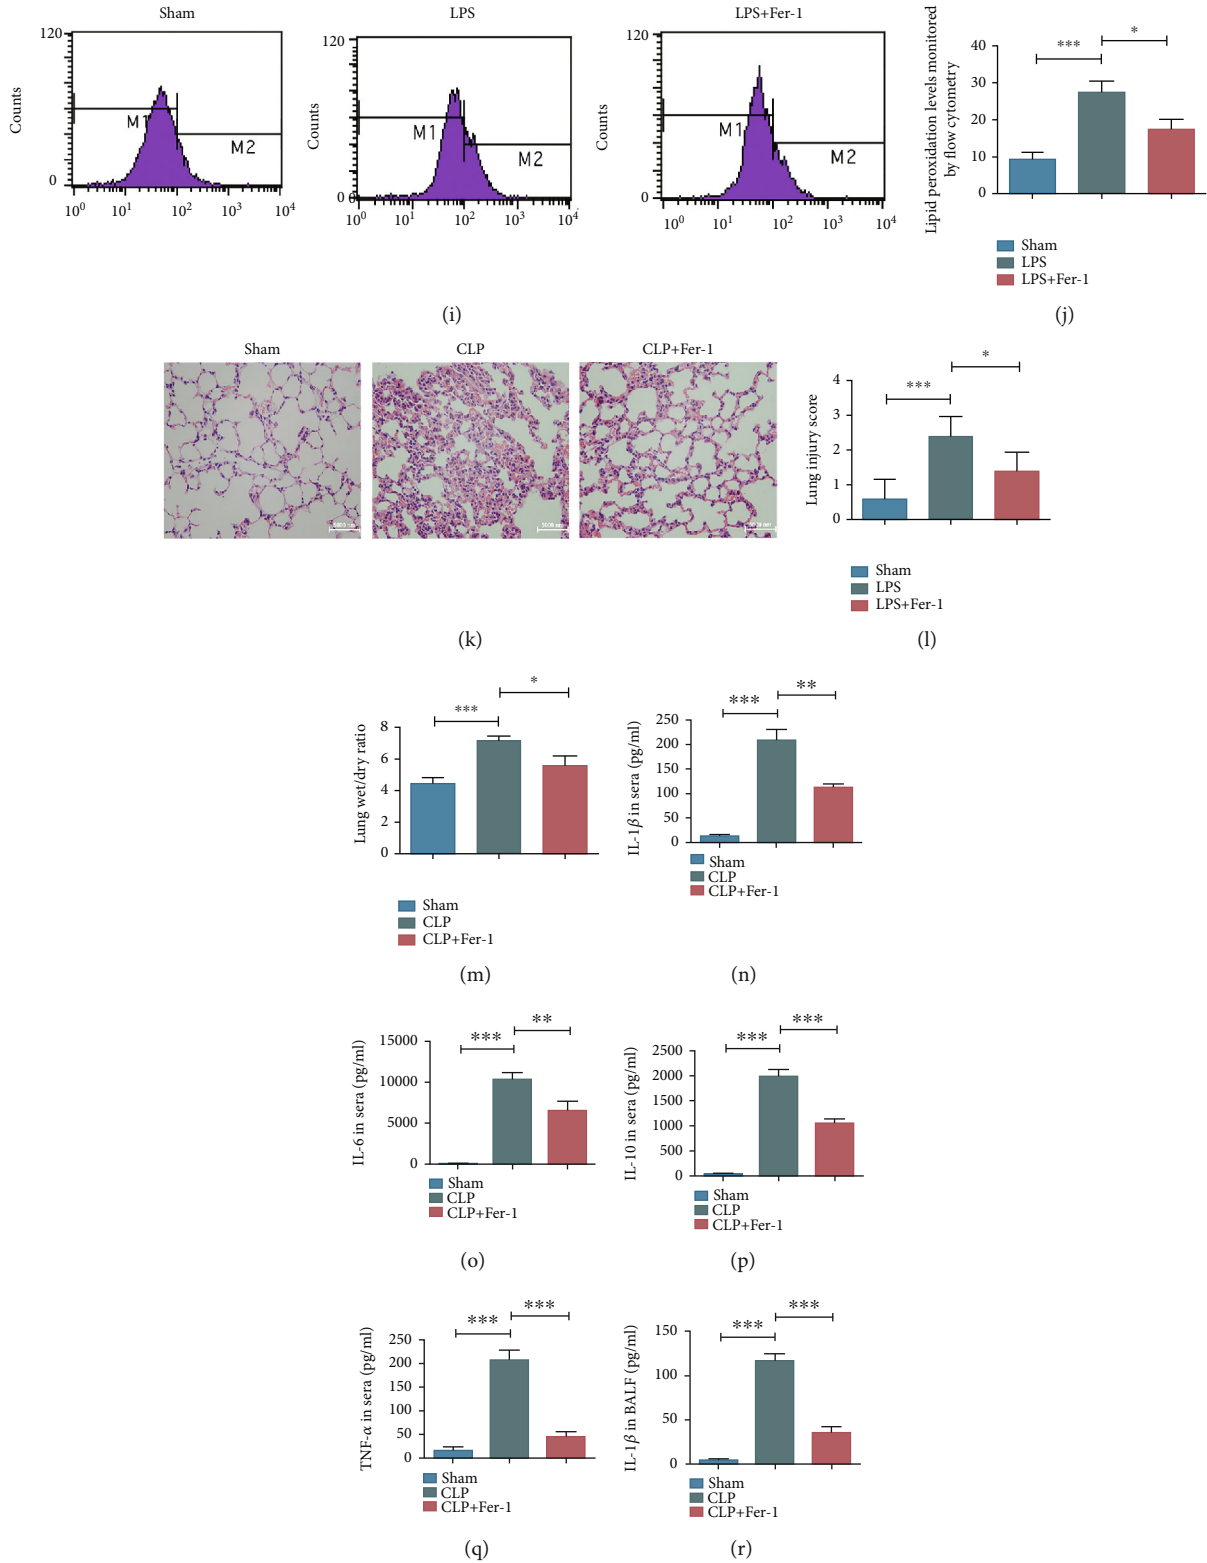 Sham
LPS
LPS+Fer-1
120
Counts
0
M1
M2
10⁰ 10¹ 10² 10³ 10⁴
120
Counts
0
M1
M2
10⁰ 10¹ 10² 10³ 10⁴
120
Counts
0
M1
M2
10⁰ 10¹ 10² 10³ 10⁴
(i)
Lipid peroxidation levels monitored
by flow cytometry
40
30
20
10
0
***
*
Sham
LPS
LPS+Fer-1
(j)
Sham
CLP
CLP+Fer-1
(k)
Lung injury score
4
3
2
1
0
***
*
Sham
LPS
LPS+Fer-1
(l)
Lung wet/dry ratio
8
6
4
2
0
***
*
Sham
CLP
CLP+Fer-1
(m)
IL-1β in sera (pg/ml)
250
200
150
100
50
0
***
**
Sham
CLP
CLP+Fer-1
(n)
IL-6 in sera (pg/ml)
15000
10000
5000
0
***
**
Sham
CLP
CLP+Fer-1
(o)
IL-10 in sera (pg/ml)
2500
2000
1500
1000
500
0
***
***
Sham
CLP
CLP+Fer-1
(p)
TNF-α in sera (pg/ml)
250
200
150
100
50
0
***
***
Sham
CLP
CLP+Fer-1
(q)
IL-1β in BALF (pg/ml)
150
100
50
0
***
***
Sham
CLP
CLP+Fer-1
(r)